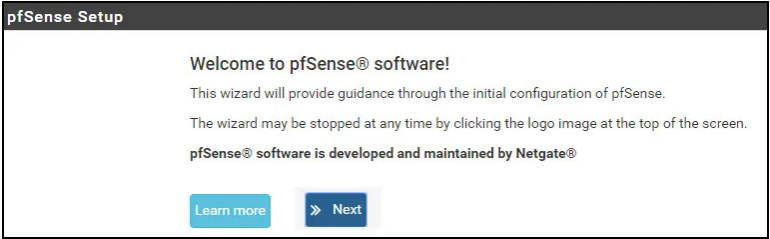 pfSense Setup
Welcome to pfSense® software!
This wizard will provide guidance through the initial configuration of pfSense.
The wizard may be stopped at any time by clicking the logo image at the top of the screen.
pfSense® software is developed and maintained by Netgate®
Learn more
» Next